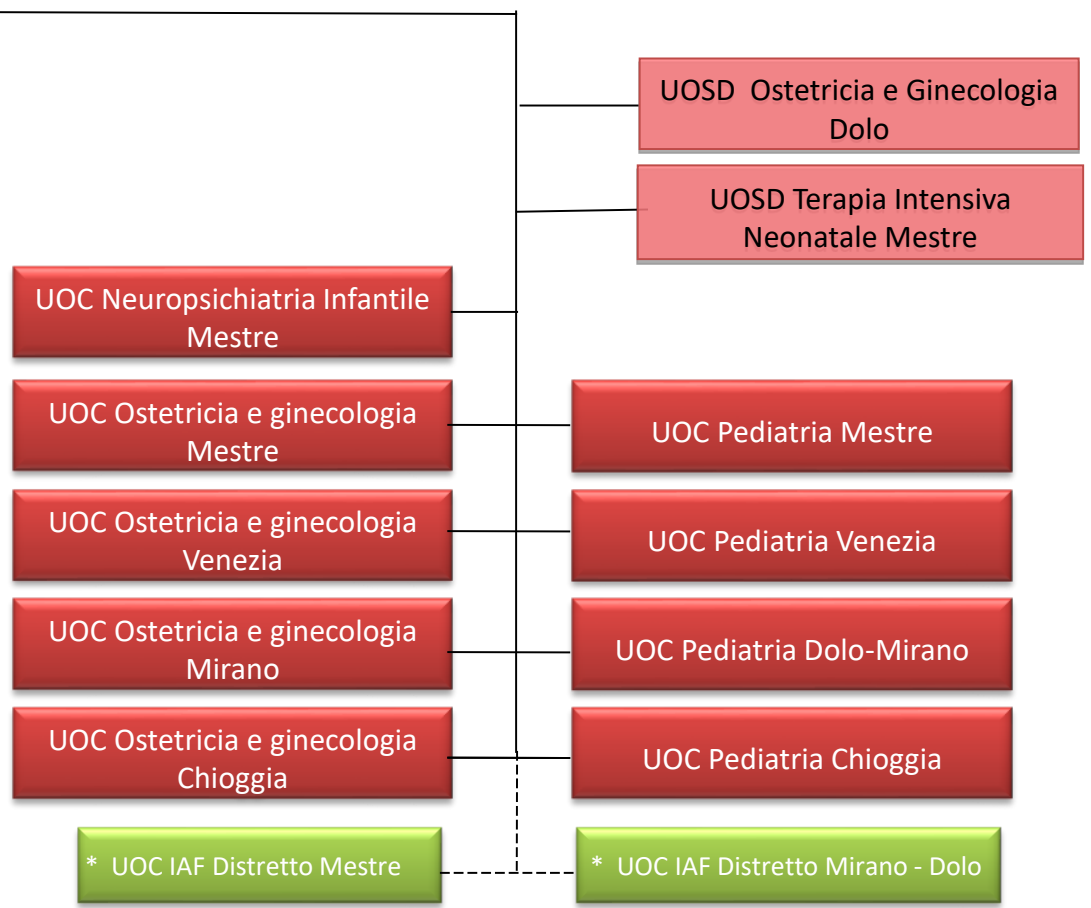 UOSD Ostetricia e Ginecologia
Dolo
UOSD Terapia Intensiva
Neonatale Mestre
UOC Neuropsichiatria Infantile
Mestre
UOC Ostetricia e ginecologia
Mestre
UOC Pediatria Mestre
UOC Ostetricia e ginecologia
Venezia
UOC Pediatria Venezia
UOC Ostetricia e ginecologia
Mirano
UOC Pediatria Dolo-Mirano
UOC Ostetricia e ginecologia
Chioggia
UOC Pediatria Chioggia
* UOC IAF Distretto Mestre
* UOC IAF Distretto Mirano - Dolo